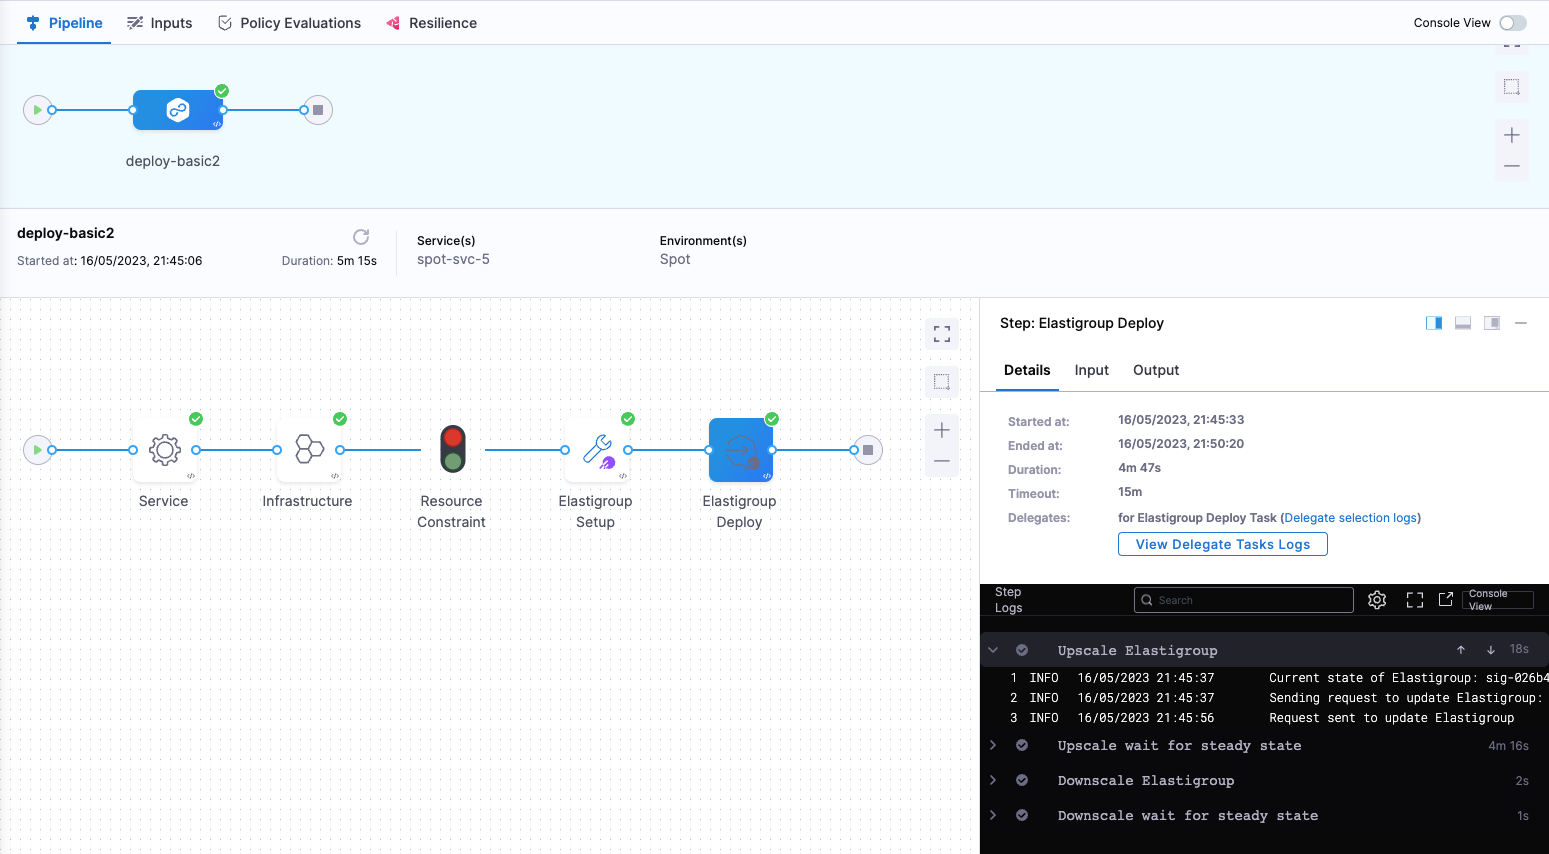 Pipeline Inputs Policy Evaluations Resilience Console View
deploy-basic2
deploy-basic2
Started at: 16/05/2023, 21:45:06 Duration: 5m 15s
Service(s)
spot-svc-5
Environment(s)
Spot
Service
Infrastructure
Resource
Constraint
Elastigroup
Setup
Elastigroup
Deploy
Step: Elastigroup Deploy
Details Input Output
Started at: 16/05/2023, 21:45:33
Ended at: 16/05/2023, 21:50:20
Duration: 4m 47s
Timeout: 15m
Delegates: for Elastigroup Deploy Task (Delegate selection logs)
View Delegate Tasks Logs
Step
Logs
Search
Console
View
Upscale Elastigroup 18s
1 INFO 16/05/2023 21:45:37 Current state of Elastigroup: sig-026b4
2 INFO 16/05/2023 21:45:37 Sending request to update Elastigroup:
3 INFO 16/05/2023 21:45:56 Request sent to update Elastigroup
Upscale wait for steady state 4m 16s
Downscale Elastigroup 2s
Downscale wait for steady state 1s